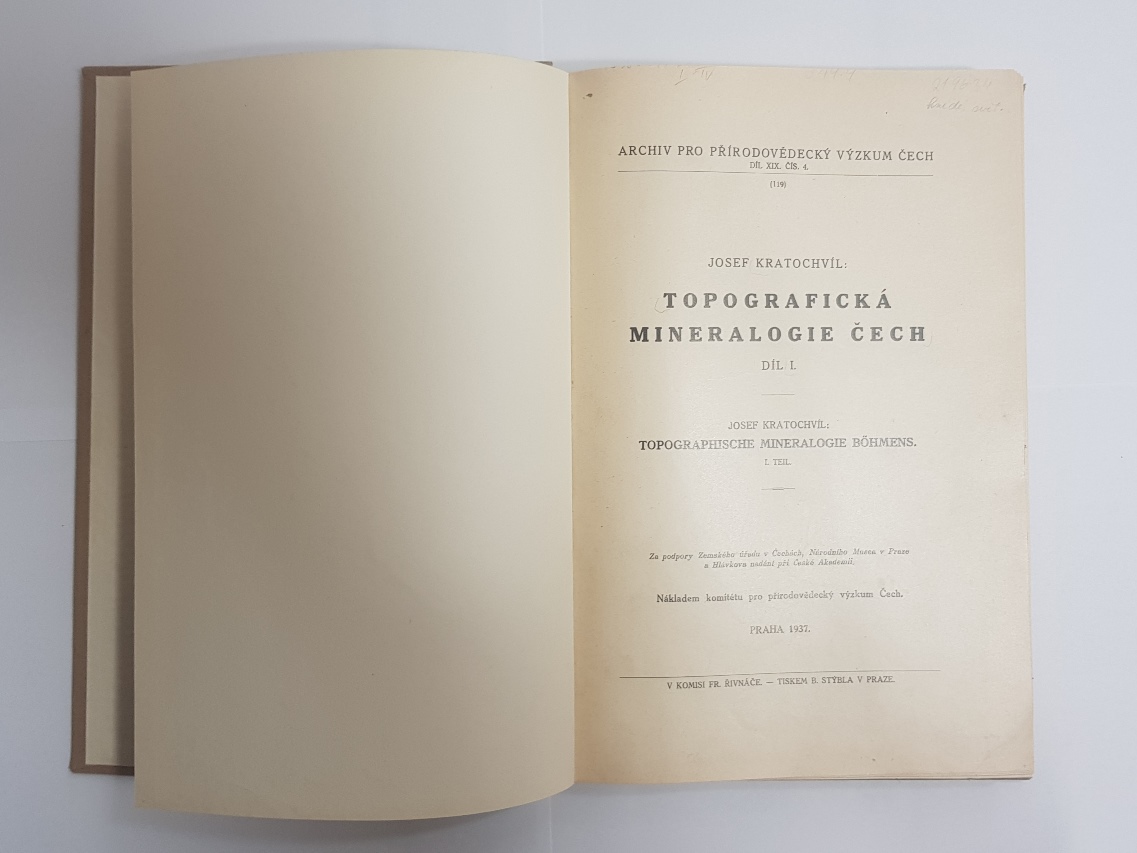 I. IV
ARCHIV PRO PŘÍRODOVĚDECKÝ VÝZKUM ČECH
DÍL XIX. ČÍS. 4.
(119)
JOSEF KRATOCHVÍL:
TOPOGRAFICKÁ
MINERALOGIE ČECH
DÍL I.
JOSEF KRATOCHVÍL:
TOPOGRAPHISCHE MINERALOGIE BÖHMENS.
I. TEIL.
Za podpory Zemského úřadu v Čechách, Národního Musea v Praze
a Hlávkova nadání při České Akademii.
Nákladem komitétu pro přírodovědecký výzkum Čech.
PRAHA 1937.
V KOMISI FR. ŘIVNÁČE. — TISKEM B. STÝBLA V PRAZE.